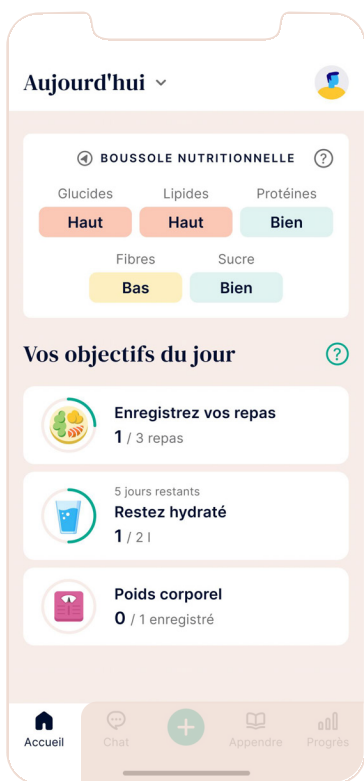 Aujourd'hui
BOUSSOLE NUTRITIONNELLE ?
Glucides Lipides Protéines
Haut Haut Bien
Fibres Sucre
Bas Bien
Vos objectifs du jour ?
Enregistrez vos repas
1 / 3 repas
5 jours restants
Restez hydraté
1 / 2 l
Poids corporel
0 / 1 enregistré
Accueil Chat Appendre Progrès